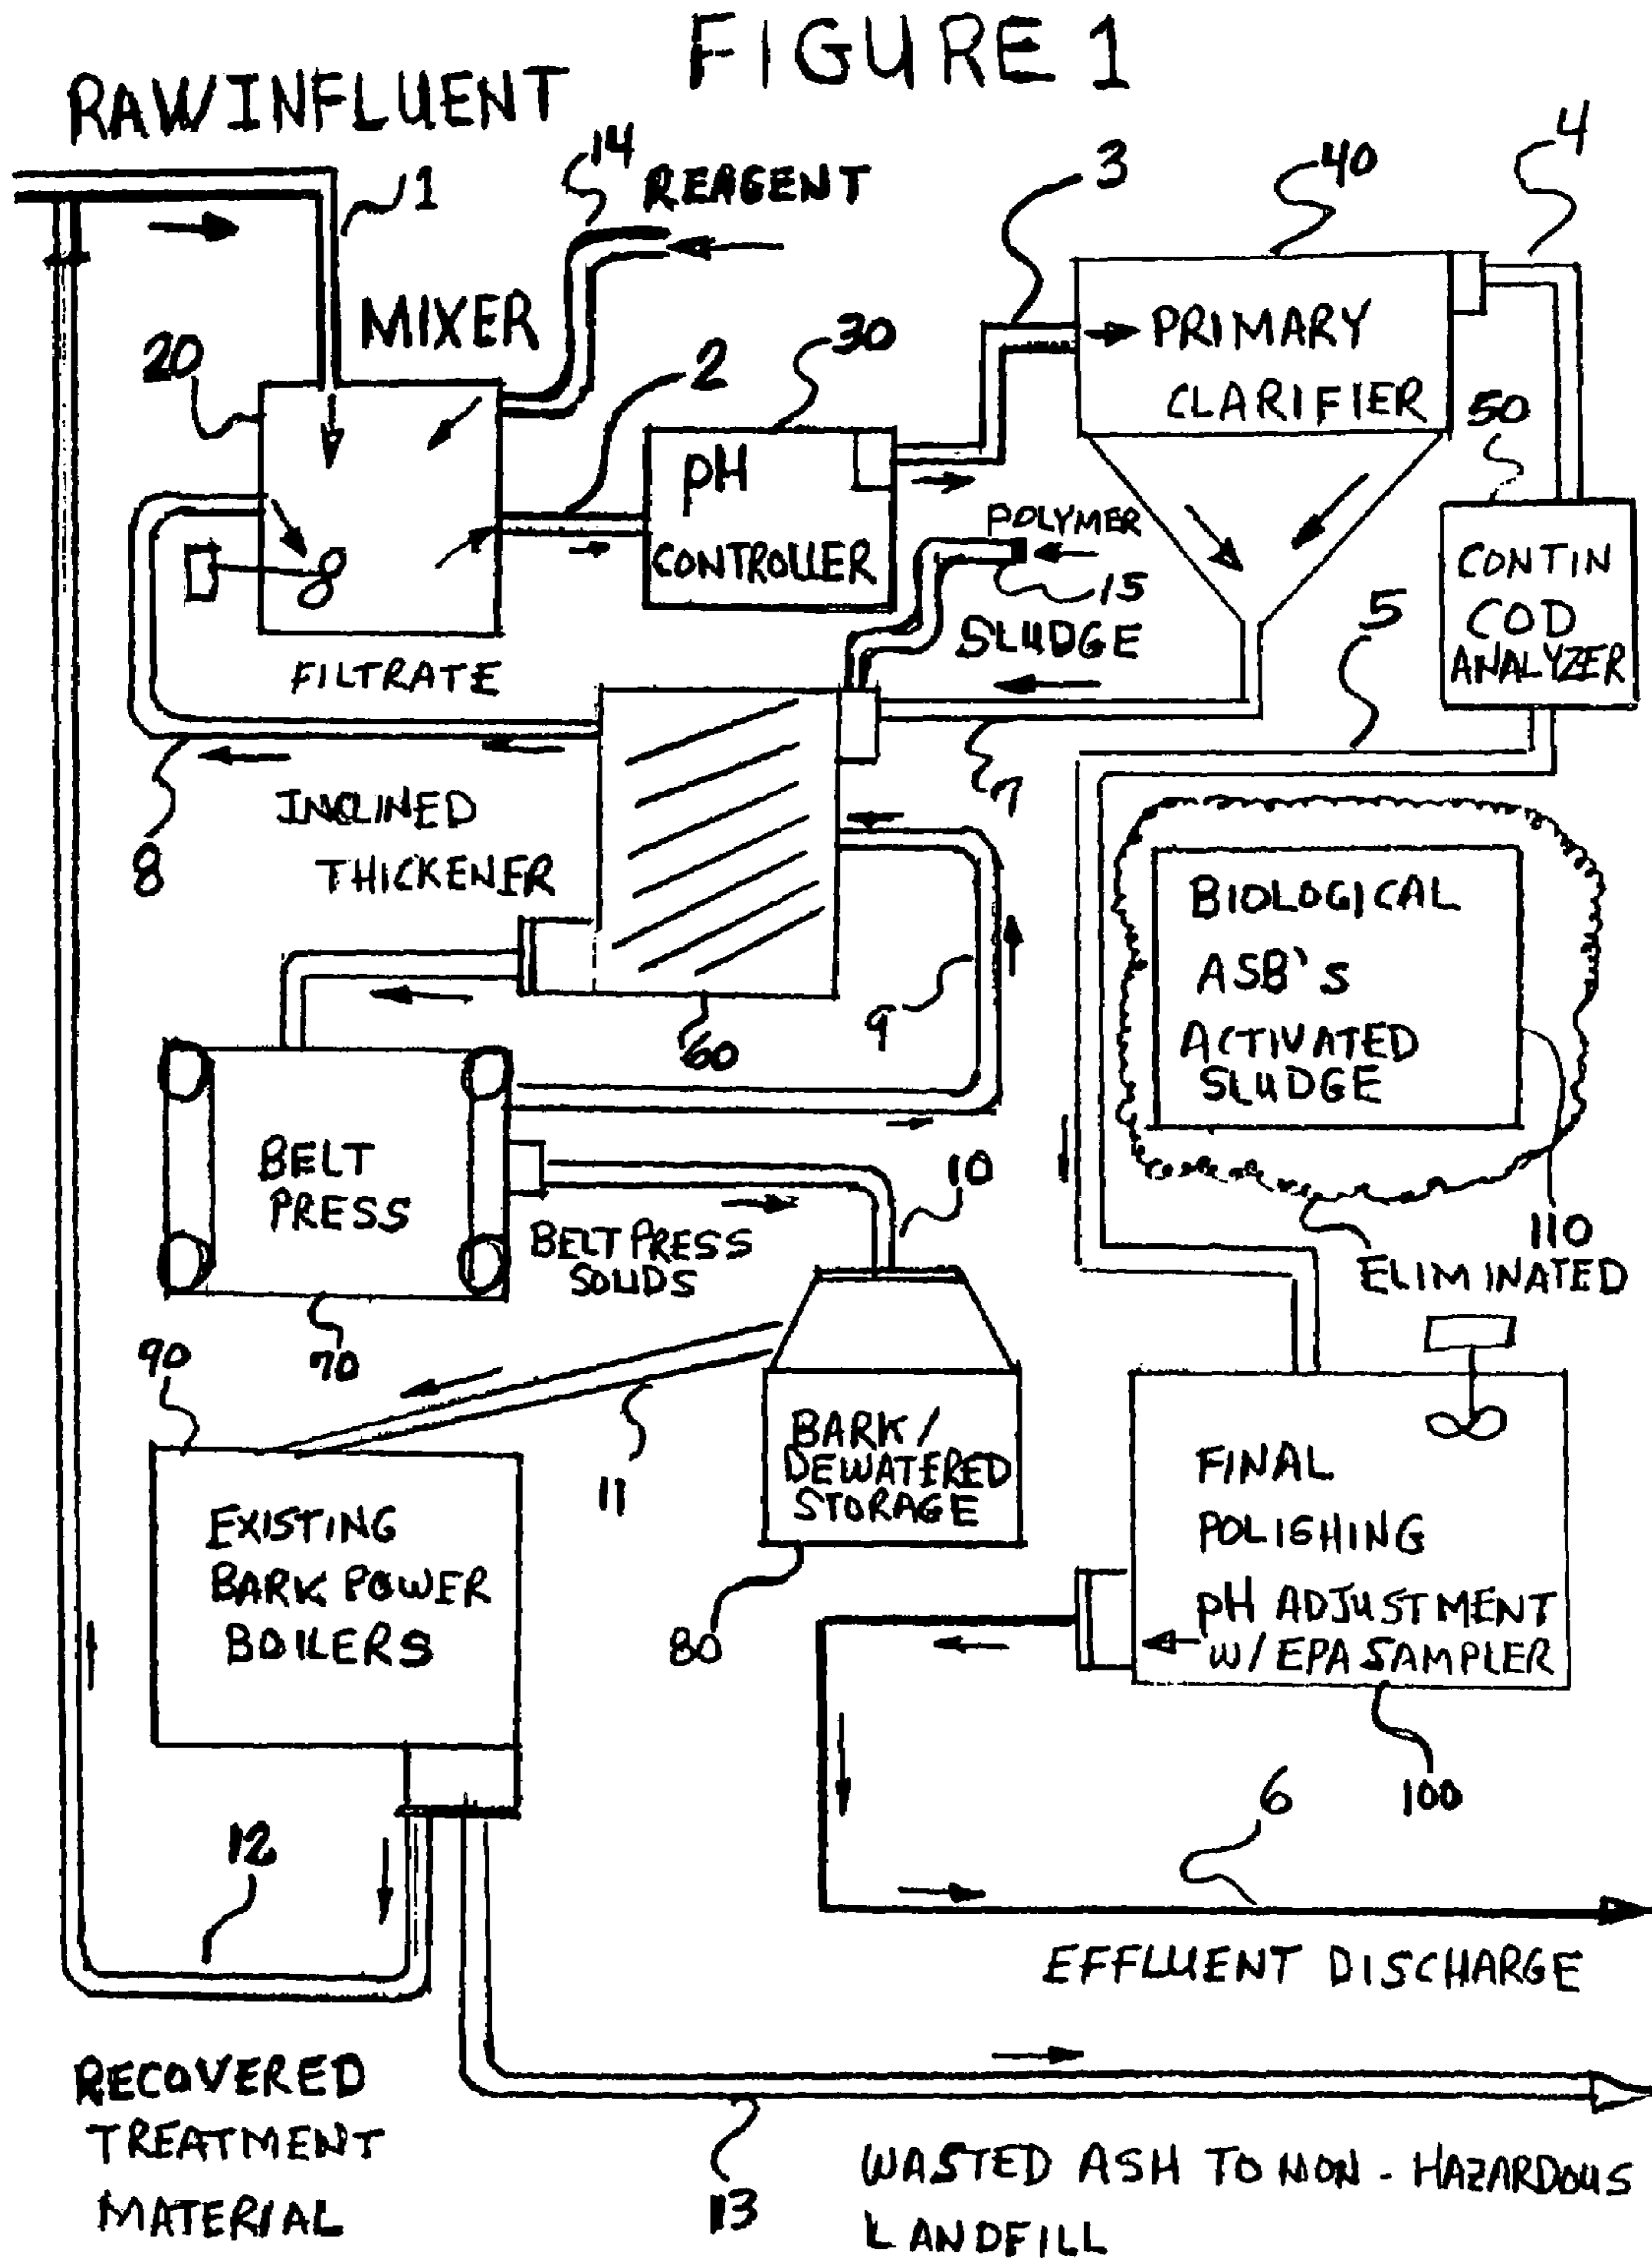 FIGURE 1
RAW INFLUENT
14
REAGENT
1
3
40
4
MIXER
20
2
30
PRIMARY
CLARIFIER
50
pH
CONTROLLER
POLYMER
15
SLUDGE
CONTIN
COD
ANALYZER
5
FILTRATE
7
8
INCLINED
THICKENER
9
60
BIOLOGICAL
ASB'S
ACTIVATED
SLUDGE
110
ELIMINATED
BELT
PRESS
10
BELT PRESS
SOLIDS
70
90
11
BARK /
DEWATERED
STORAGE
80
EXISTING
BARK POWER
BOILERS
FINAL
POLISHING
pH ADJUSTMENT
W/ EPA SAMPLER
100
6
12
EFFLUENT DISCHARGE
RECOVERED
TREATMENT
MATERIAL
13
WASTED ASH TO NON - HAZARDOUS
LANDFILL